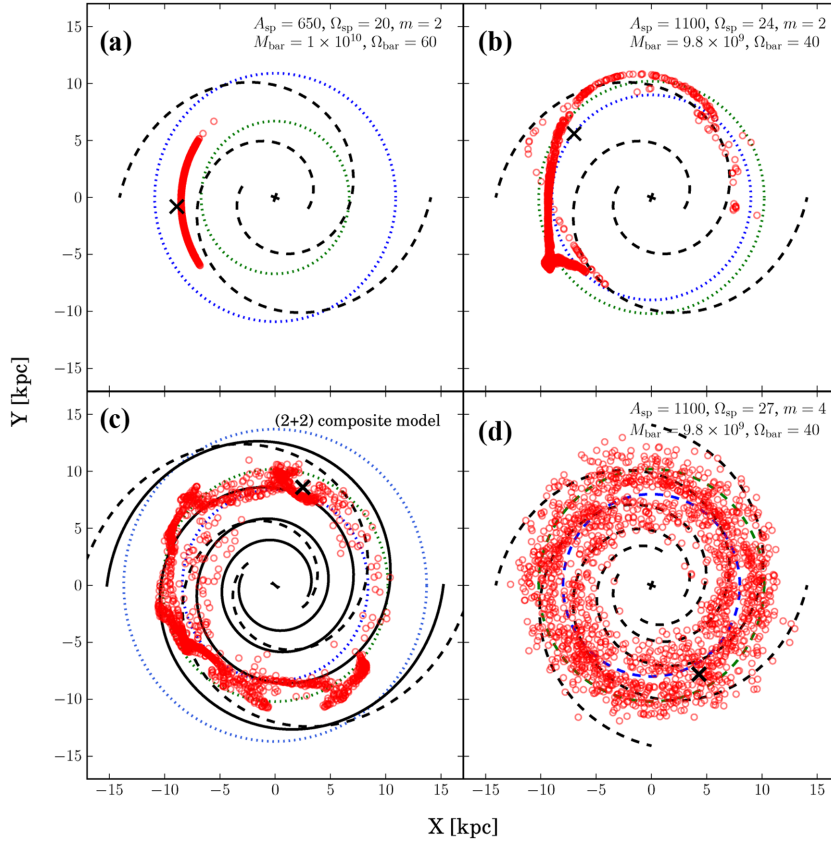 (a)
A_sp = 650, Ω_sp = 20, m = 2
M_bar = 1 × 10^10, Ω_bar = 60
(b)
A_sp = 1100, Ω_sp = 24, m = 2
M_bar = 9.8 × 10^9, Ω_bar = 40
15
10
5
0
−5
−10
−15
(c)
(2+2) composite model
(d)
A_sp = 1100, Ω_sp = 27, m = 4
M_bar = 9.8 × 10^9, Ω_bar = 40
15
10
5
0
−5
−10
−15
Y [kpc]
−15 −10 −5 0 5 10 15
−15 −10 −5 0 5 10 15
X [kpc]